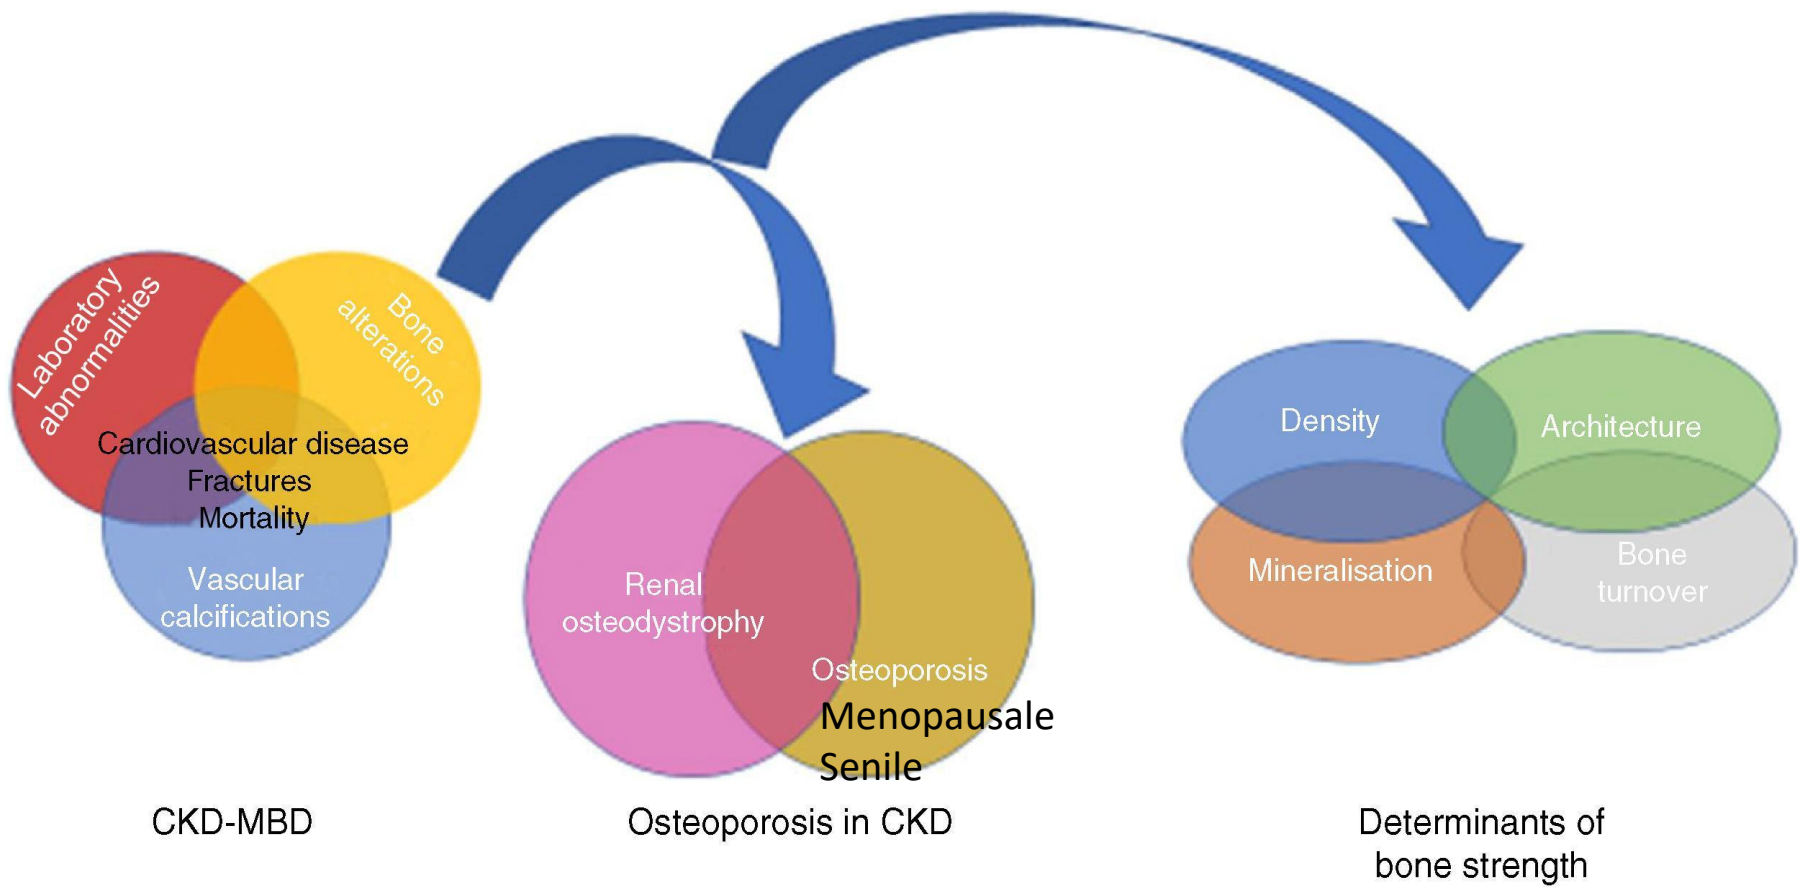 Laboratory
abnormalities
Bone
alterations
Cardiovascular disease
Fractures
Mortality
Vascular
calcifications
CKD-MBD
Renal
osteodystrophy
Osteoporosis
Menopausale
Senile
Osteoporosis in CKD
Density
Architecture
Mineralisation
Bone
turnover
Determinants of
bone strength